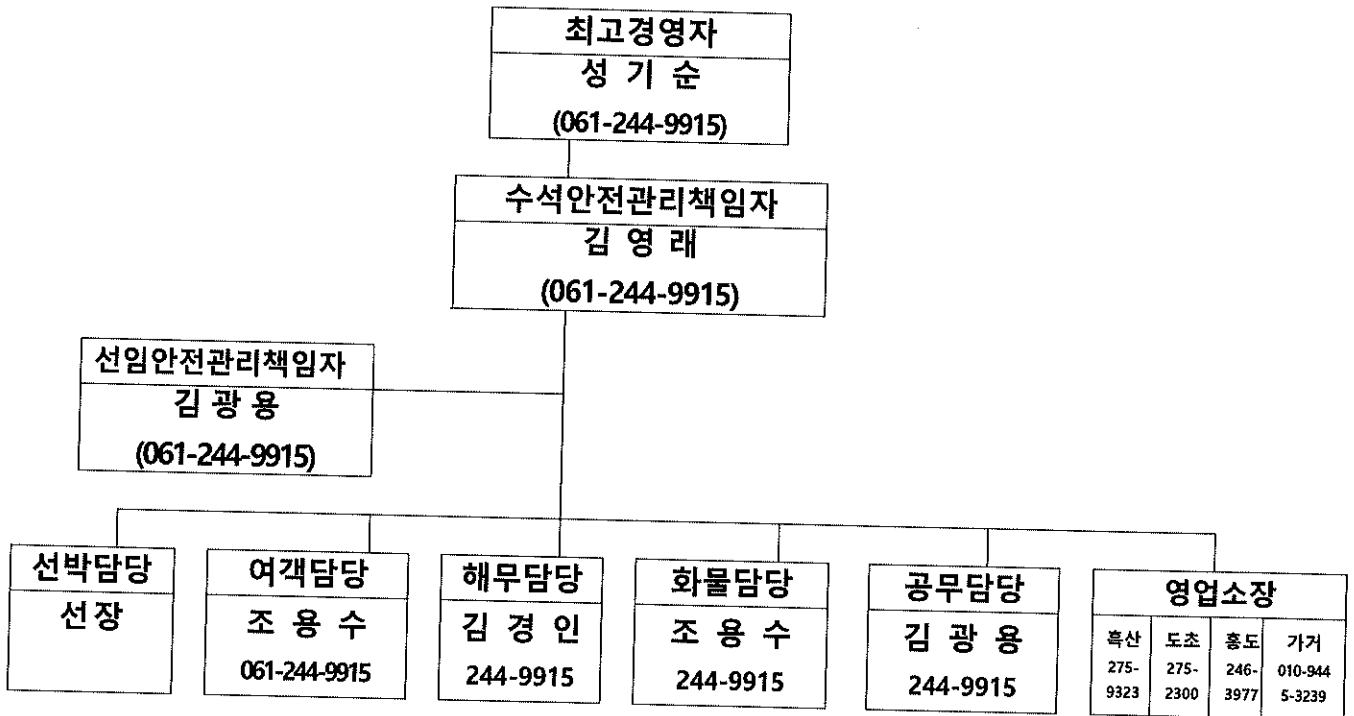 최고경영자
성 기 순
(061-244-9915)
수석안전관리책임자
김 영 래
(061-244-9915)
선임안전관리책임자
김 광 용
(061-244-9915)
선박담당
선장
여객담당
조 용 수
061-244-9915
해무담당
김 경 인
244-9915
화물담당
조 용 수
244-9915
공무담당
김 광 용
244-9915
영업소장
흑산 도초 홍도 가거
275- 275- 246- 010-944
9323 2300 3977 5-3239